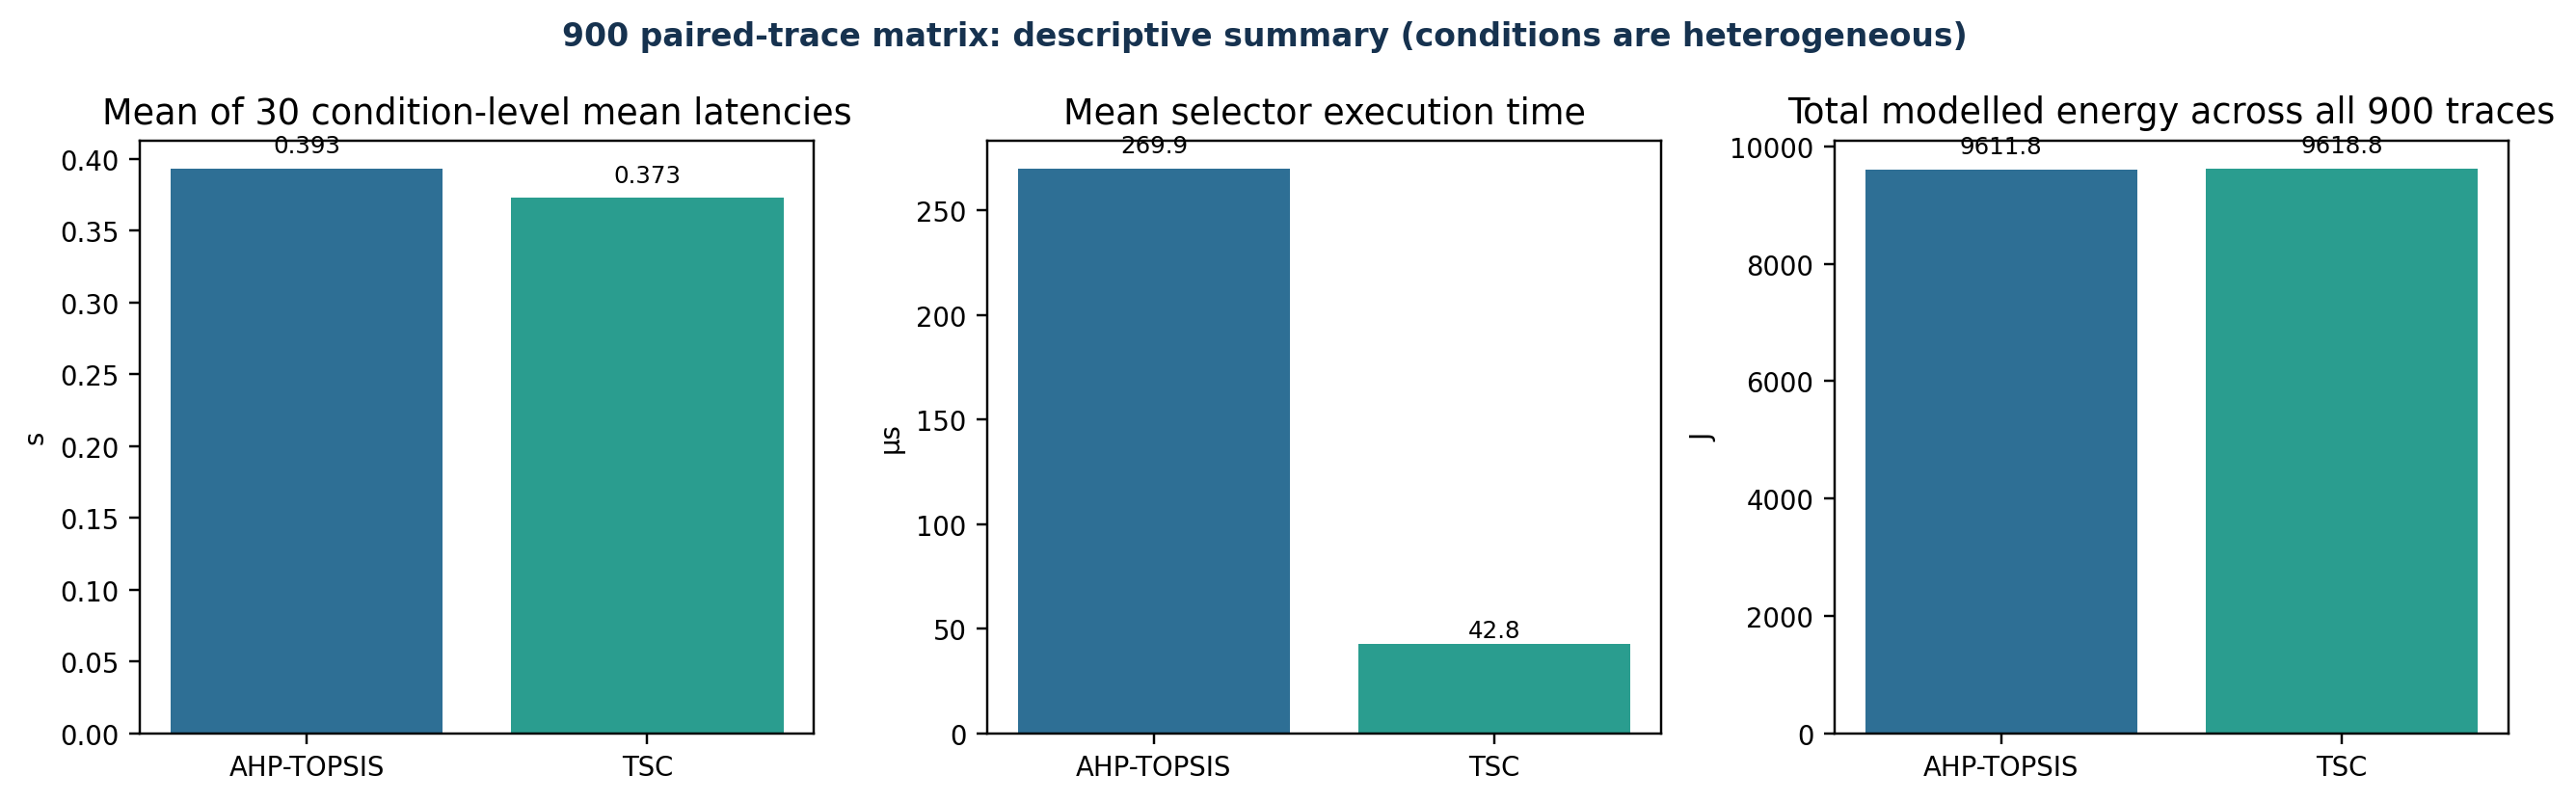 900 paired-trace matrix: descriptive summary (conditions are heterogeneous)
Mean of 30 condition-level mean latencies
0.393
0.373
0.40
0.35
0.30
0.25
0.20
0.15
0.10
0.05
0.00
s
AHP-TOPSIS
TSC
Mean selector execution time
269.9
42.8
250
200
150
100
50
0
µs
AHP-TOPSIS
TSC
Total modelled energy across all 900 traces
9611.8
9618.8
10000
8000
6000
4000
2000
0
J
AHP-TOPSIS
TSC